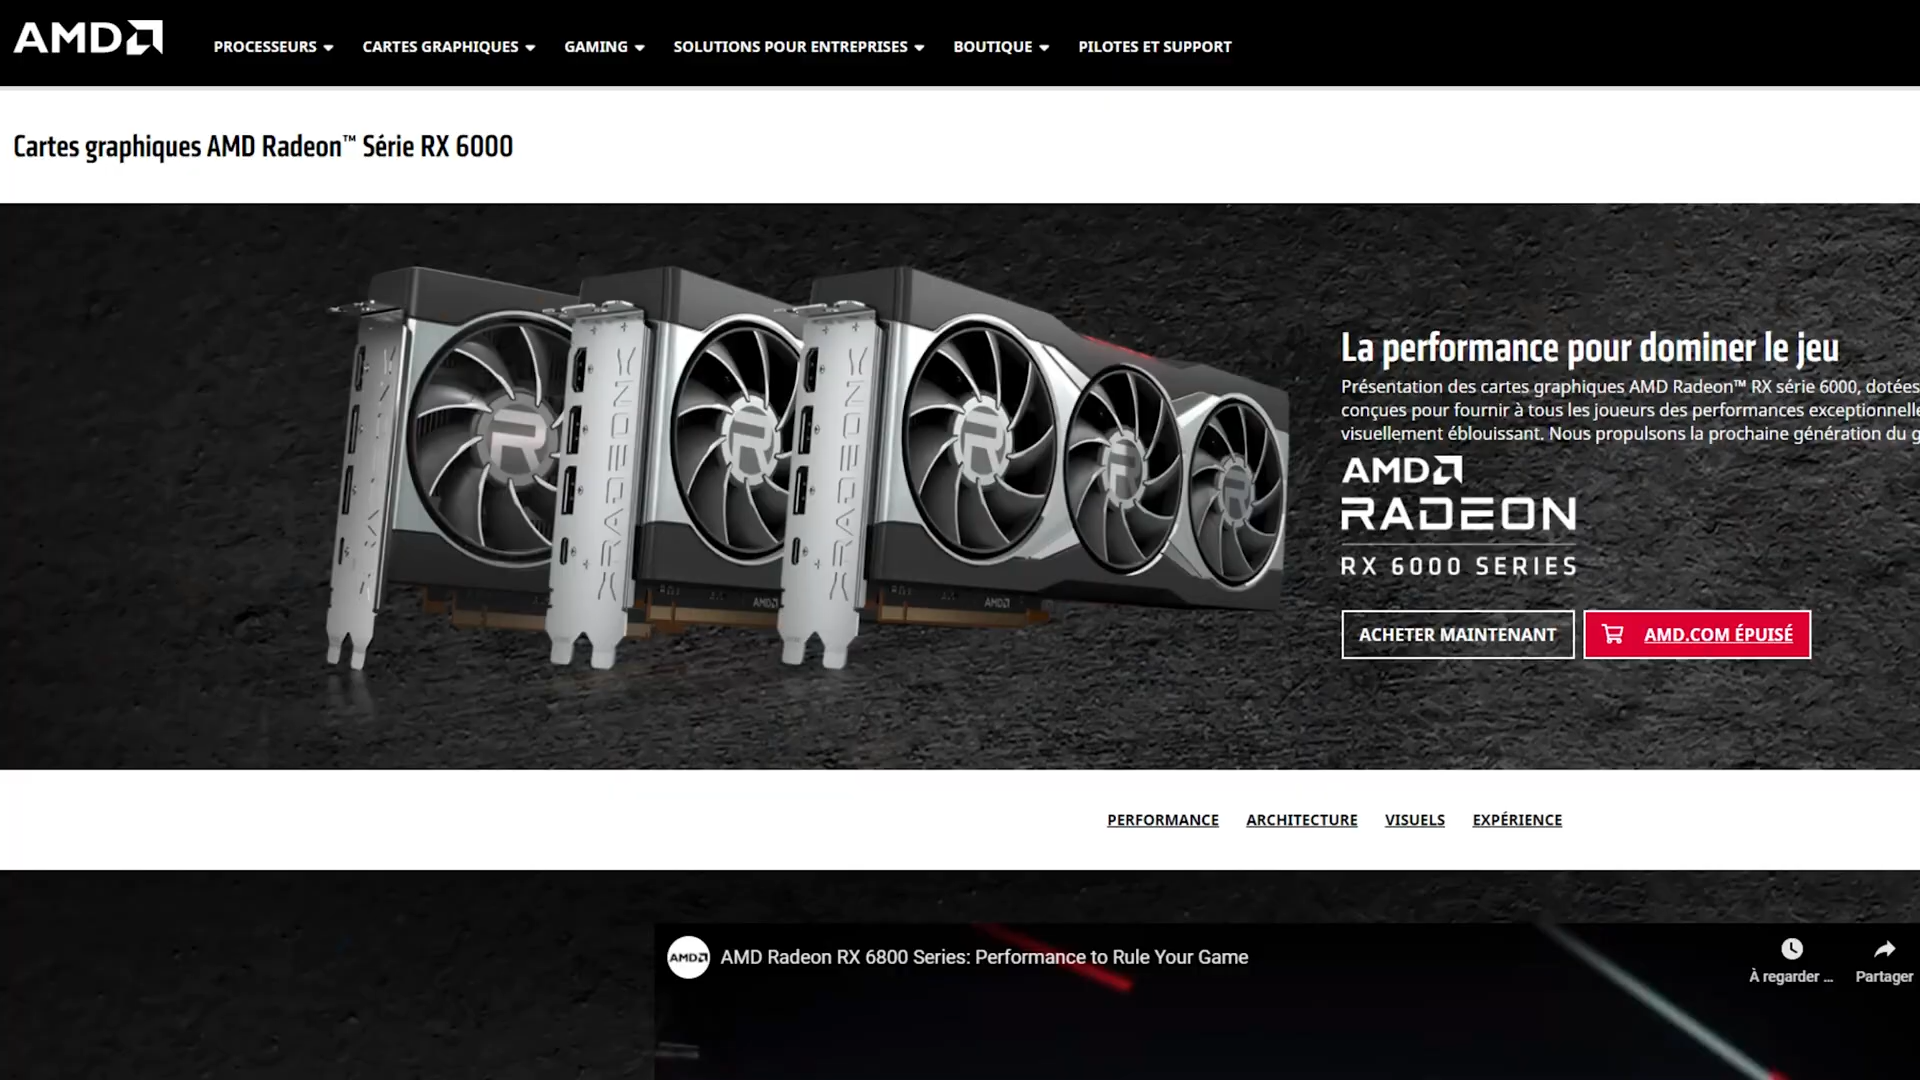 AMD
PROCESSEURS
CARTES GRAPHIQUES
GAMING
SOLUTIONS POUR ENTREPRISES
BOUTIQUE
PILOTES ET SUPPORT
Cartes graphiques AMD Radeon™ Série RX 6000
RADEON
RADEON
R
R
R
R
R
AMD
AMD
La performance pour dominer le jeu
Présentation des cartes graphiques AMD Radeon™ RX série 6000, dotées
conçues pour fournir à tous les joueurs des performances
visuellement éblouissant. Nous propulsons la prochaine génération du
AMD
RADEON
RX 6000 SERIES
ACHETER MAINTENANT
AMD.COM ÉPUISÉ
PERFORMANCE
ARCHITECTURE
VISUELS
EXPÉRIENCE
AMD
AMD Radeon RX 6800 Series: Performance to Rule Your Game
À regarder ...
Partager